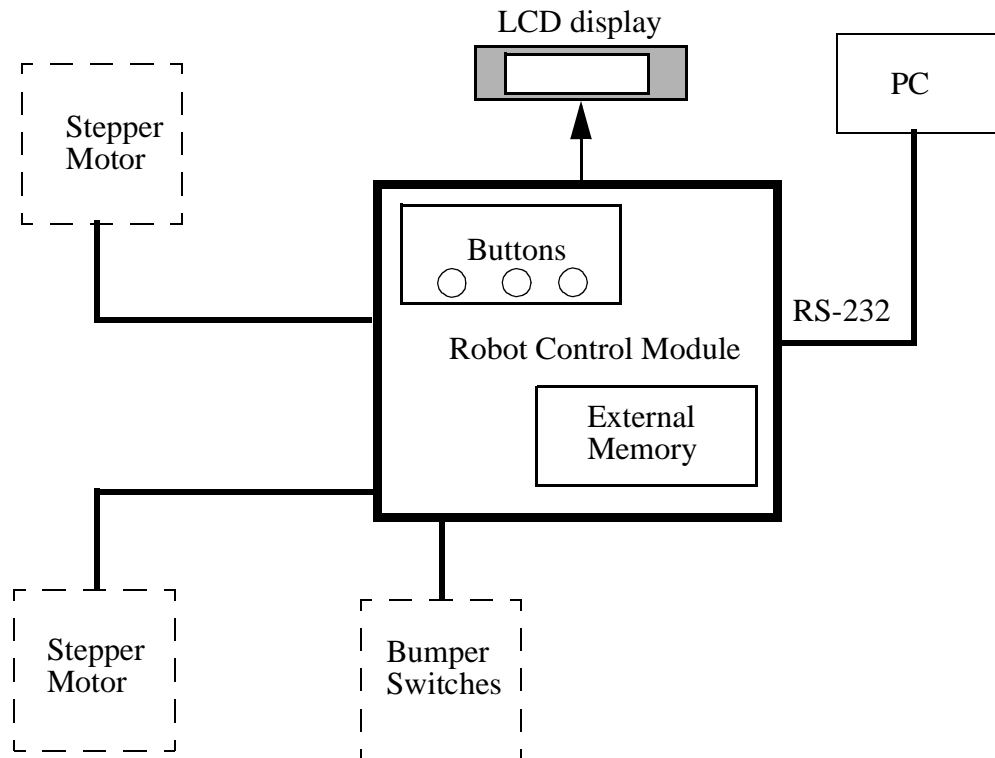 LCD display
PC
Stepper
Motor
Buttons
RS-232
Robot Control Module
External
Memory
Stepper
Motor
Bumper
Switches